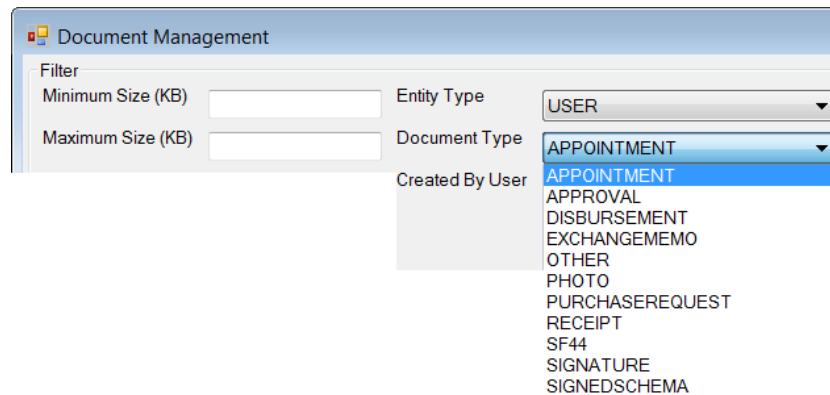 Document Management
Filter
Minimum Size (KB)
Entity Type
USER
Maximum Size (KB)
Document Type
APPOINTMENT
Created By User
APPOINTMENT
APPROVAL
DISBURSEMENT
EXCHANGEMEMO
OTHER
PHOTO
PURCHASEREQUEST
RECEIPT
SF44
SIGNATURE
SIGNEDSCHEMA